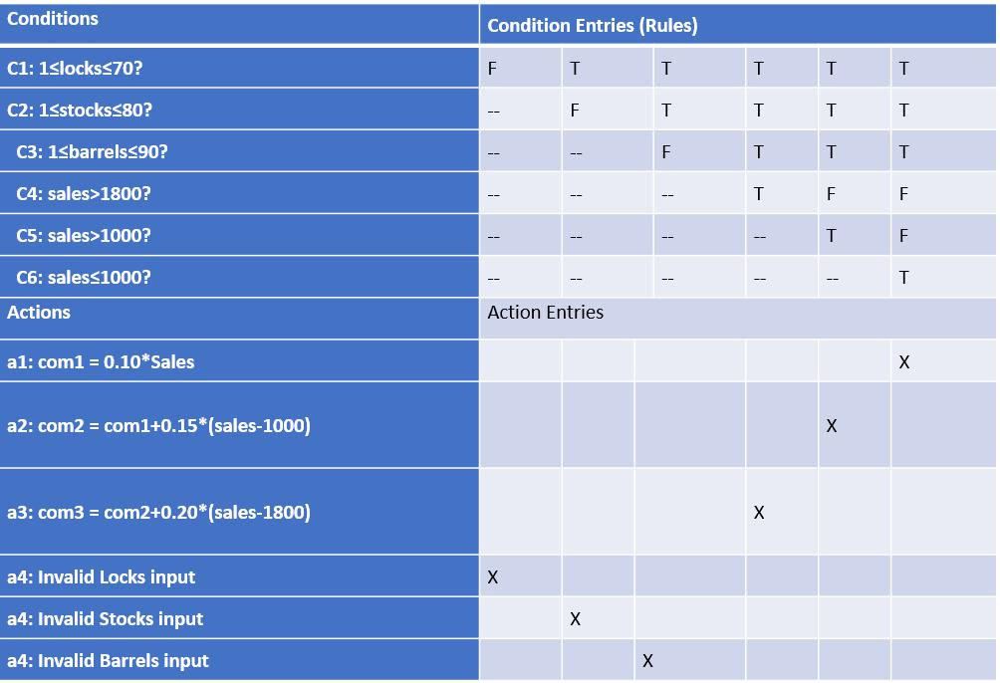 Conditions Condition Entries (Rules)
C1: 1≤locks≤70? F T T T T T
C2: 1≤stocks≤80? -- F T T T T
C3: 1≤barrels≤90? -- -- F T T T
C4: sales>1800? -- -- -- T F F
C5: sales>1000? -- -- -- -- T F
C6: sales≤1000? -- -- -- -- -- T
Actions Action Entries
a1: com1 = 0.10*Sales X
a2: com2 = com1+0.15*(sales-1000) X
a3: com3 = com2+0.20*(sales-1800) X
a4: Invalid Locks input X
a4: Invalid Stocks input X
a4: Invalid Barrels input X